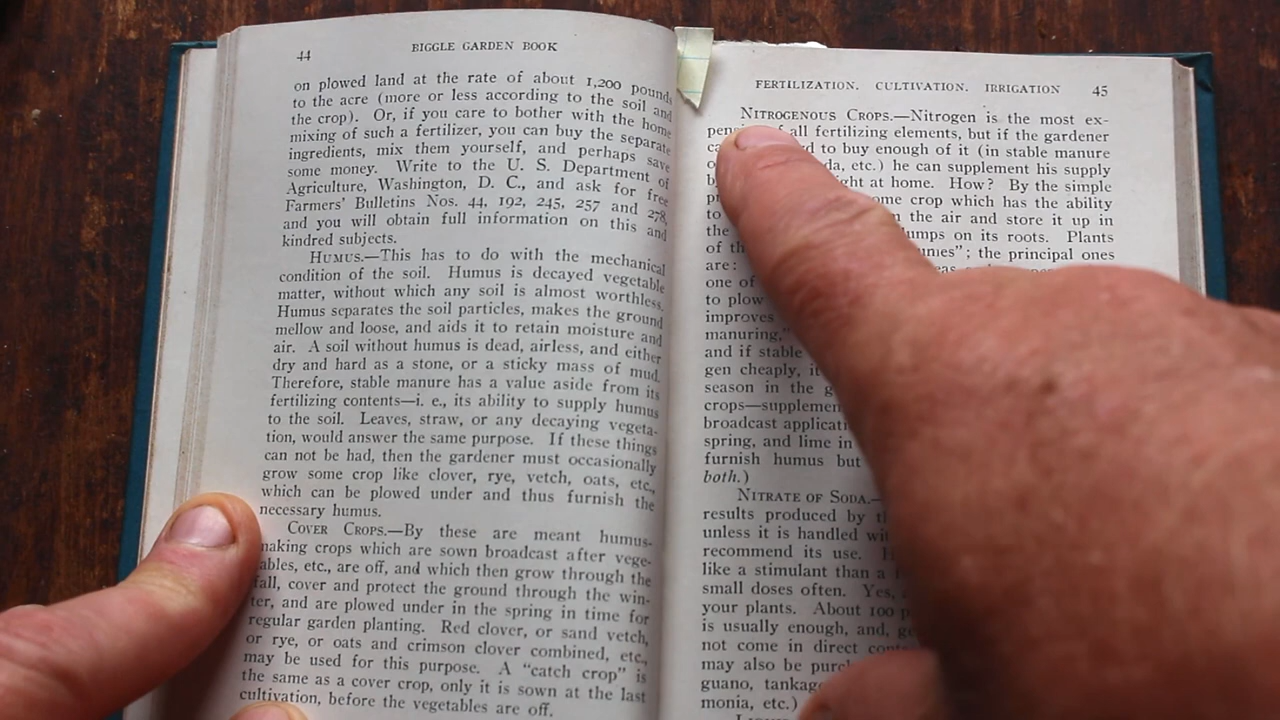 44
BIGGLE GARDEN BOOK
on plowed land at the rate of about 1,200 pounds
to the acre (more or less according to the soil and
the crop). Or, if you care to bother with the home
mixing of such a fertilizer, you can buy the separate
ingredients, mix them yourself, and perhaps save
some money. Write to the U. S. Department of
Agriculture, Washington, D. C., and ask for free
Farmers' Bulletins Nos. 44, 192, 245, 257 and 278,
and you will obtain full information on this and
kindred subjects.
HUMUS.—This has to do with the mechanical
condition of the soil. Humus is decayed vegetable
matter, without which any soil is almost worthless.
Humus separates the soil particles, makes the ground
mellow and loose, and aids it to retain moisture and
air. A soil without humus is dead, airless, and either
dry and hard as a stone, or a sticky mass of mud.
Therefore, stable manure has a value aside from its
fertilizing contents—i. e., its ability to supply humus
to the soil. Leaves, straw, or any decaying vegeta-
tion, would answer the same purpose. If these things
can not be had, then the gardener must occasionally
grow some crop like clover, rye, vetch, oats, etc.,
which can be plowed under and thus furnish the
necessary humus.
COVER CROPS.—By these are meant humus-
making crops which are sown broadcast after vege-
ables, etc., are off, and which then grow through the
fall, cover and protect the ground through the win-
ter, and are plowed under in the spring in time for
regular garden planting. Red clover, or sand vetch,
or rye, or oats and crimson clover combined, etc.,
may be used for this purpose. A "catch crop" is
the same as a cover crop, only it is sown at the last
cultivation, before the vegetables are off.
FERTILIZATION. CULTIVATION. IRRIGATION
45
NITROGENOUS CROPS.—Nitrogen is the most ex-
all fertilizing elements, but if the gardener
to buy enough of it (in stable manure
etc.) he can supplement his supply
at home. How? By the simple
crop which has the ability
to the air and store it up in
the lumps on its roots. Plants
of the principal ones
are:
one of
to plow
improves
manuring,"
and if stable
gen cheaply, it
season in the
crops—supplemen
broadcast applicati
spring, and lime in
furnish humus but
both.)
NITRATE OF SODA.—
results produced by
unless it is handled
recommend its use.
like a stimulant than a
small doses often. Yes,
your plants. About 100
is usually enough, and,
not come in direct
may also be
guano, tankage
monia, etc.)